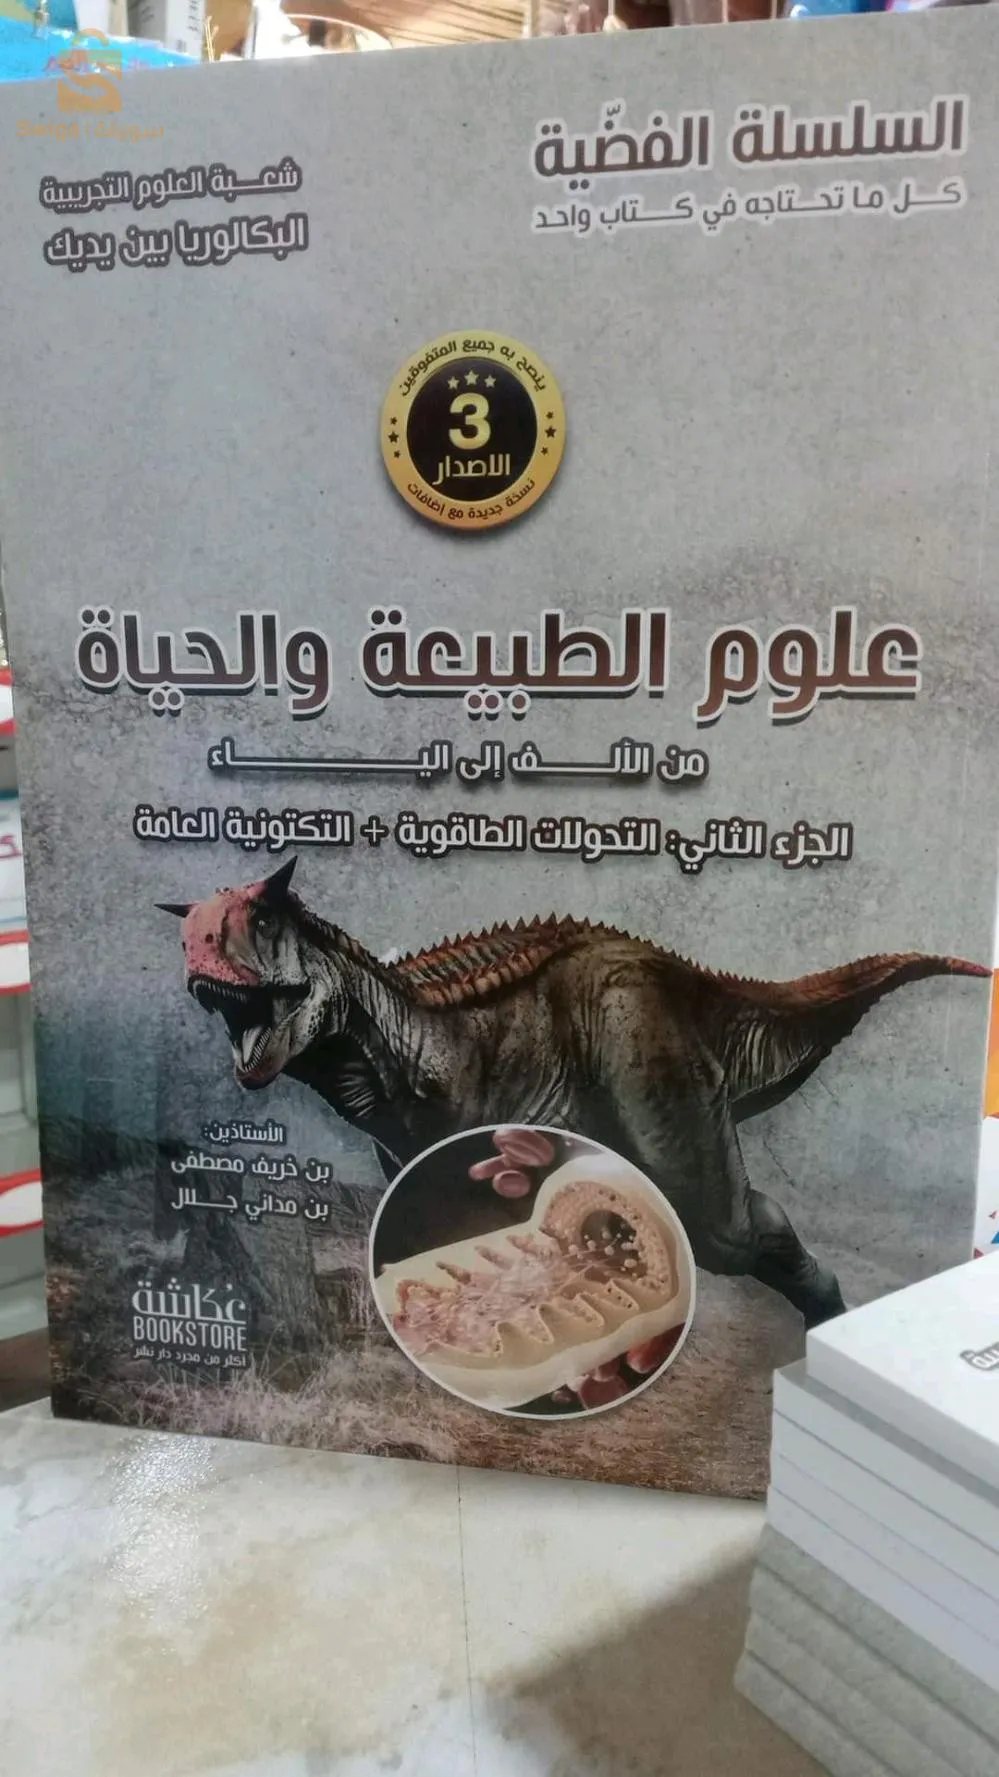 السلسلة الفضّية
كل ما تحتاجه في كتاب واحد
شعبة العلوم التجريبية
البكالوريا بين يديك
ينصح به جميع المتفوقين
3
الاصدار
نسخة جديدة مع إضافات
علوم الطبيعة والحياة
من الألف إلى الياء
الجزء الثاني: التحولات الطاقوية + التكتونية العامة
الأستاذين:
بن خريف مصطفى
بن مداني جلال
عكاشة
BOOKSTORE
أكثر من مجرد دار نشر